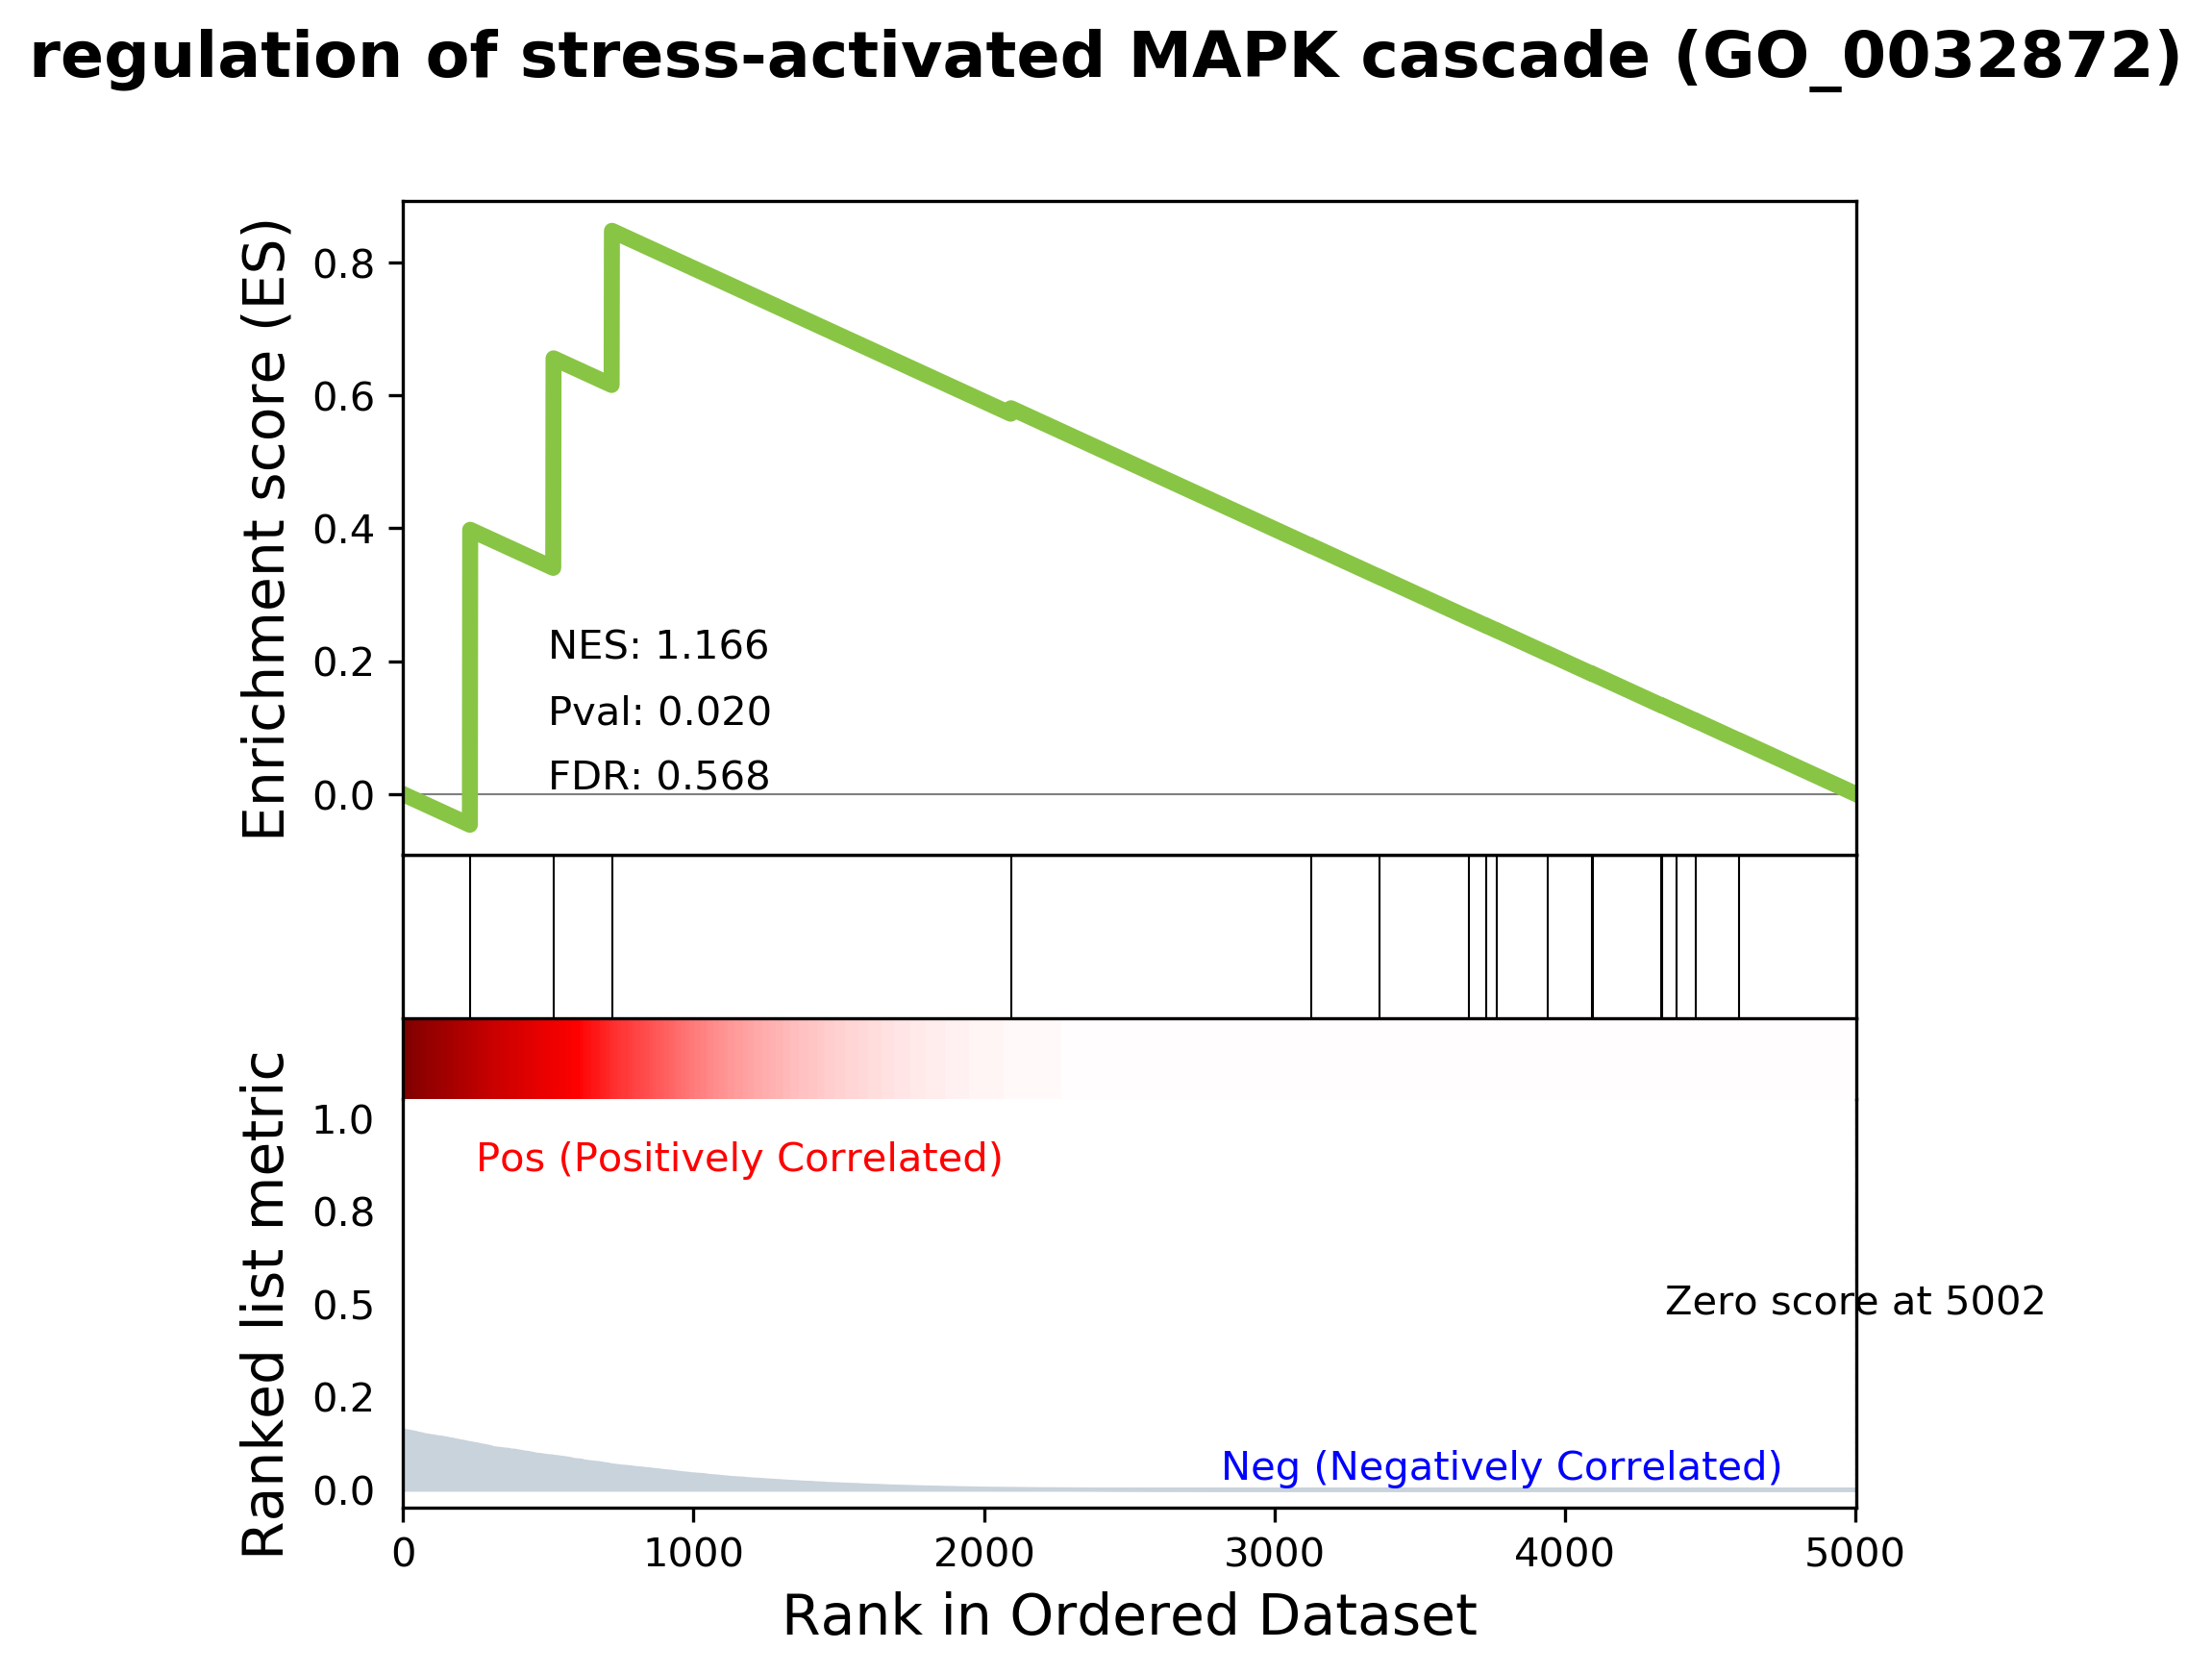 regulation of stress-activated MAPK cascade (GO_0032872)
Enrichment score (ES)
0.8
0.6
0.4
0.2
0.0
NES: 1.166
Pval: 0.020
FDR: 0.568
Ranked list metric
1.0
0.8
0.5
0.2
0.0
Pos (Positively Correlated)
Zero score at 5002
Neg (Negatively Correlated)
0 1000 2000 3000 4000 5000
Rank in Ordered Dataset